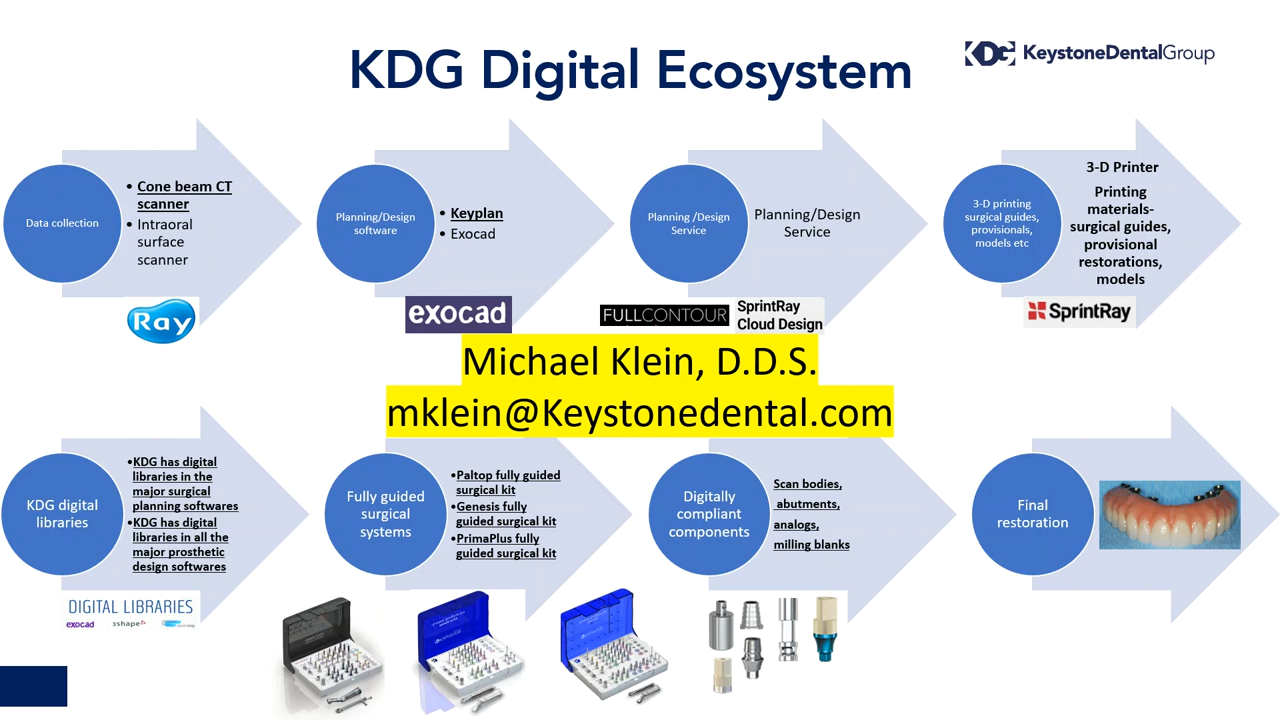 KDG Digital Ecosystem
KDG KeystoneDentalGroup
Data collection
• Cone beam CT
scanner
• Intraoral
surface
scanner
Ray
Planning/Design
software
• Keyplan
• Exocad
exocad
Planning /Design
Service
Planning/Design
Service
FULLCONTOUR
SprintRay
Cloud Design
3-D printing
surgical guides,
provisionals,
models etc
3-D Printer
Printing
materials-
surgical guides,
provisional
restorations,
models
SprintRay
Michael Klein, D.D.S.
mklein@Keystonedental.com
KDG digital
libraries
•KDG has digital
libraries in the
major surgical
planning softwares
•KDG has digital
libraries in all the
major prosthetic
design softwares
DIGITAL LIBRARIES
exocad
3shape
Fully guided
surgical
systems
•Paltop fully guided
surgical kit
•Genesis fully
guided surgical kit
•PrimaPlus fully
guided surgical kit
Digitally
compliant
components
Scan bodies,
abutments,
analogs,
milling blanks
Final
restoration